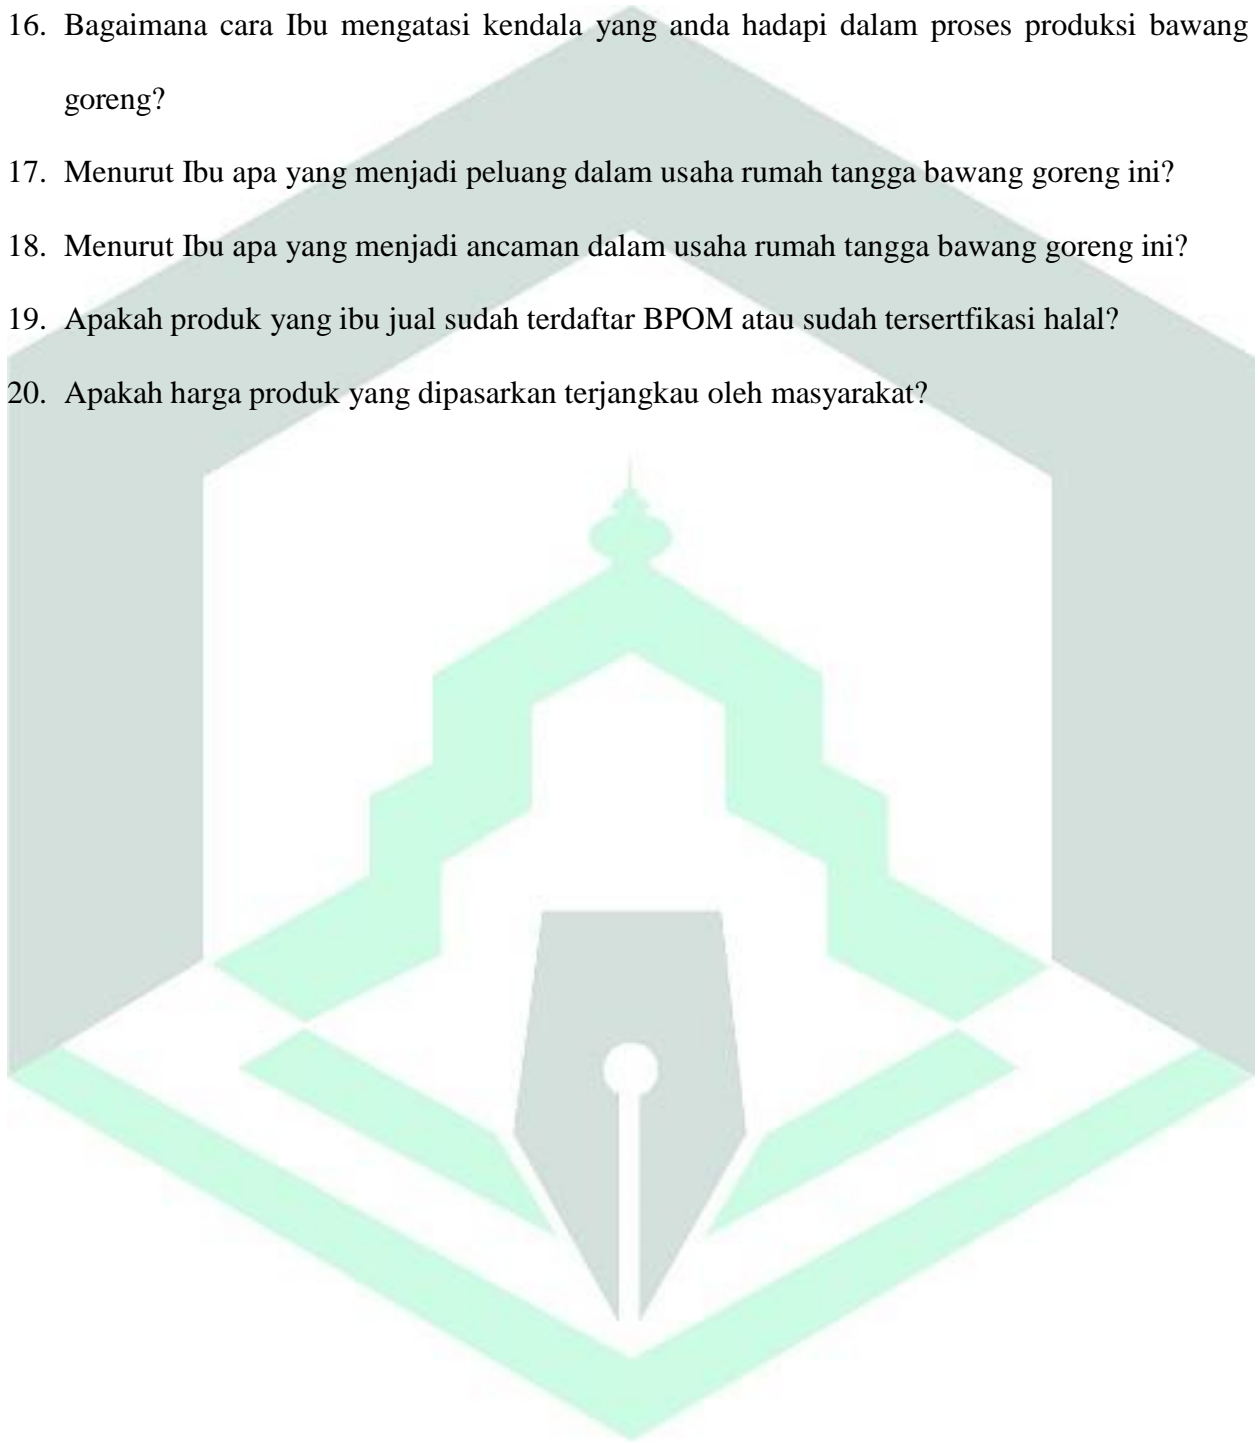 16. Bagaimana cara Ibu mengatasi kendala yang anda hadapi dalam proses produksi bawang
goreng?
17. Menurut Ibu apa yang menjadi peluang dalam usaha rumah tangga bawang goreng ini?
18. Menurut Ibu apa yang menjadi ancaman dalam usaha rumah tangga bawang goreng ini?
19. Apakah produk yang ibu jual sudah terdaftar BPOM atau sudah tersertfikasi halal?
20. Apakah harga produk yang dipasarkan terjangkau oleh masyarakat?